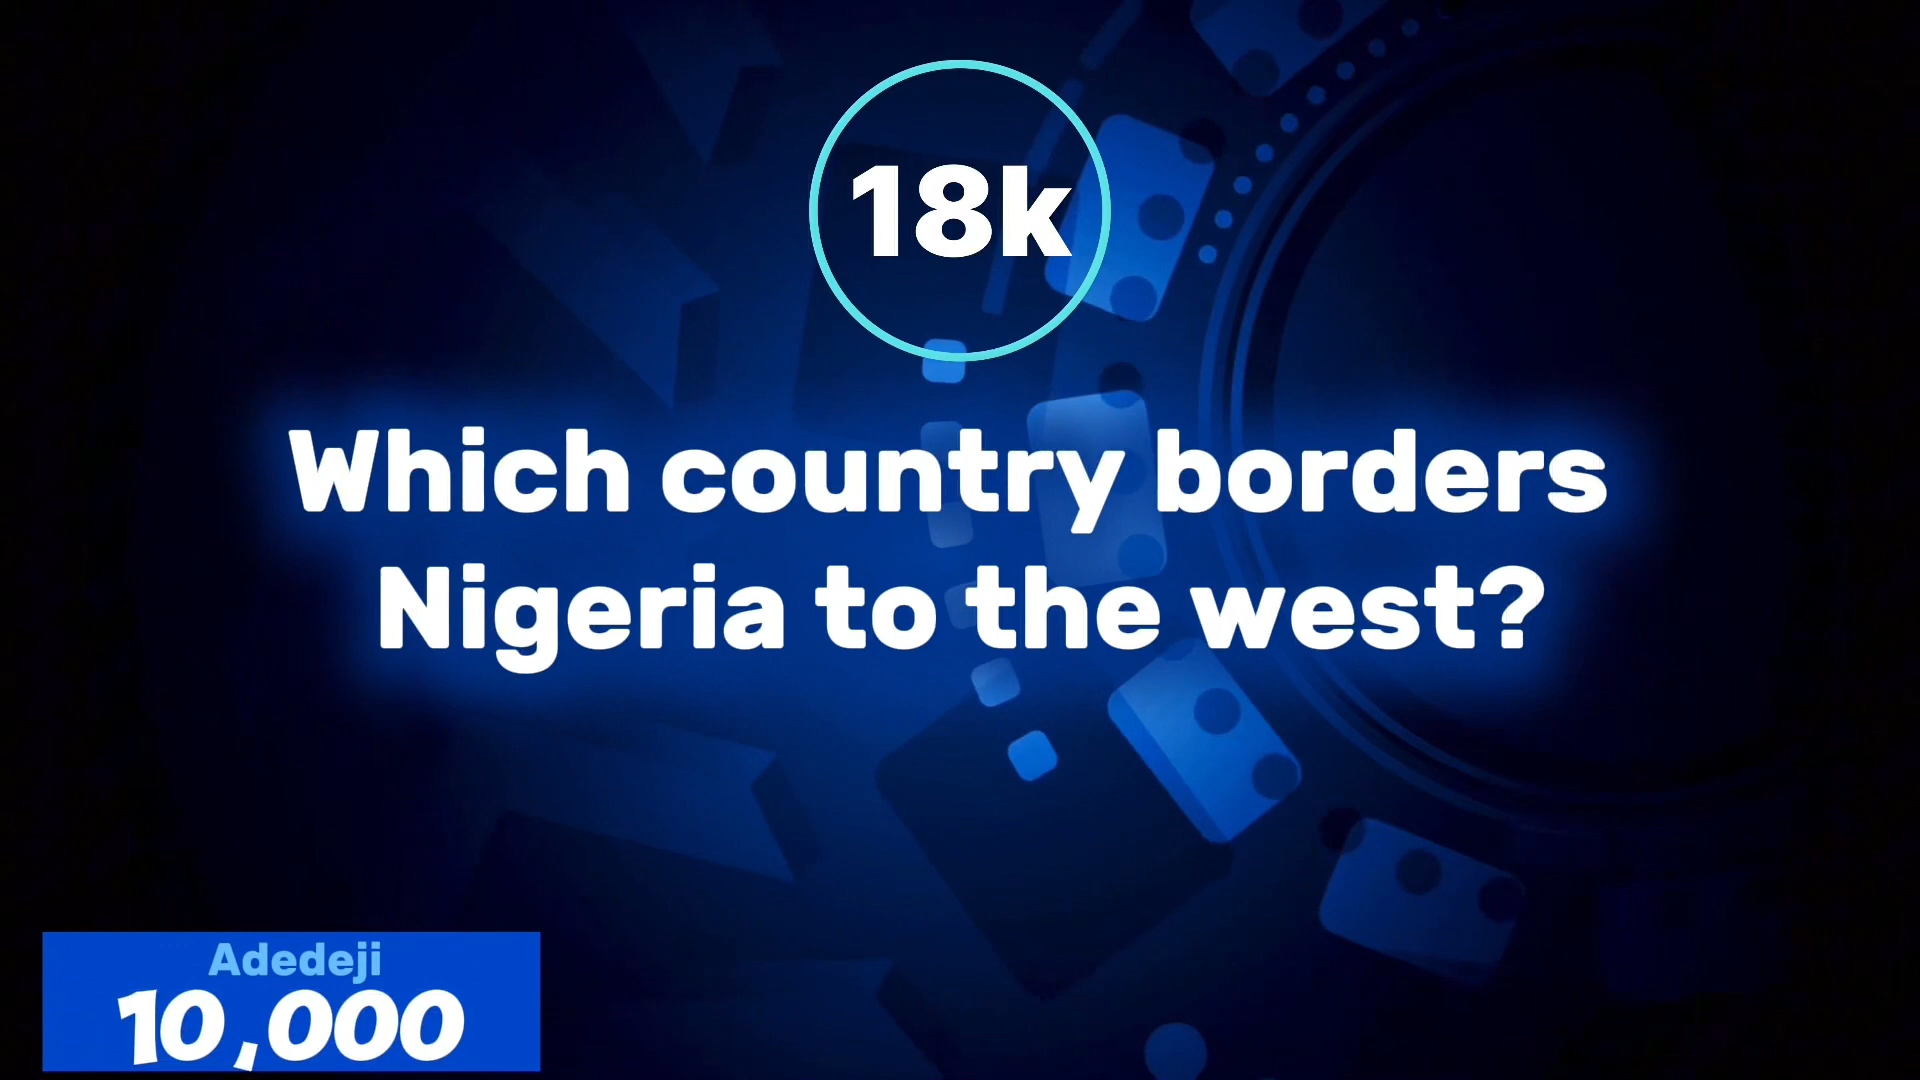 18k
Which country borders
Nigeria to the west?
Adedeji
10,000